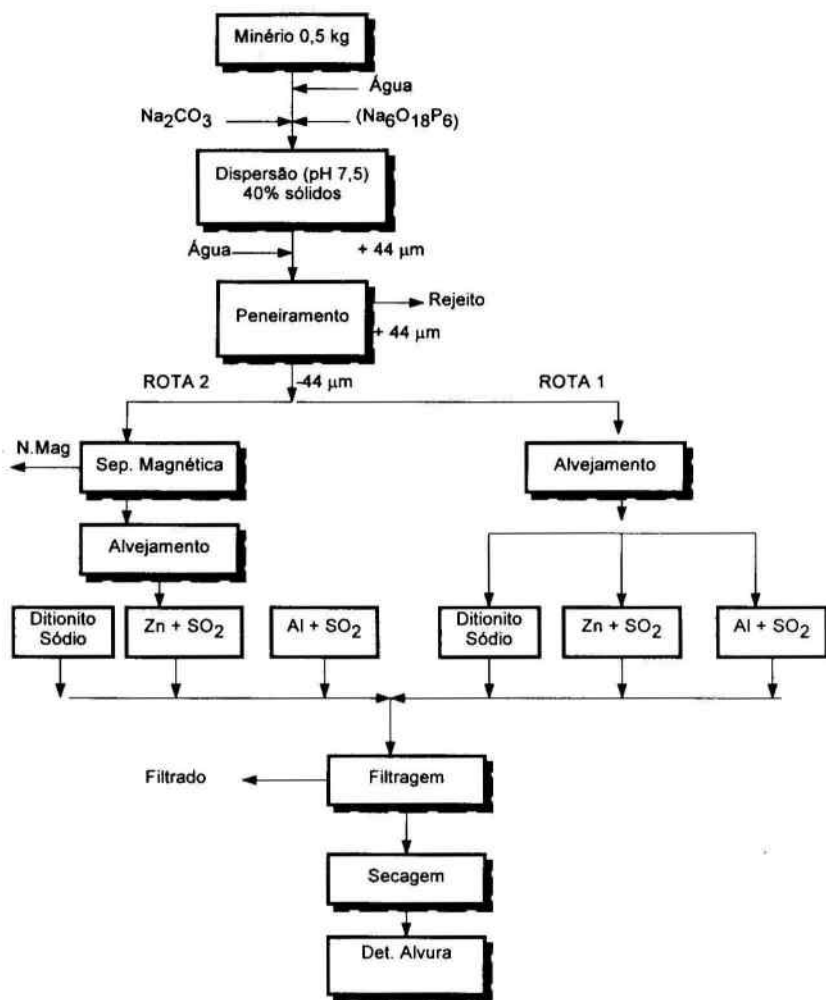 Minério 0,5 kg
Água
Na2CO3
(Na6O18P6)
Dispersão (pH 7,5)
40% sólidos
Água
+ 44 μm
Peneiramento
Rejeito
+ 44 μm
ROTA 2
-44 μm
ROTA 1
N.Mag
Sep. Magnética
Alvejamento
Alvejamento
Ditionito
Sódio
Zn + SO2
Al + SO2
Ditionito
Sódio
Zn + SO2
Al + SO2
Filtrado
Filtragem
Secagem
Det. Alvura